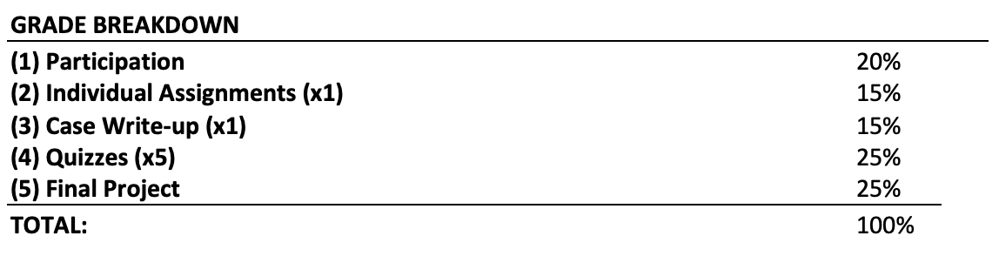 GRADE BREAKDOWN
(1) Participation 20%
(2) Individual Assignments (x1) 15%
(3) Case Write-up (x1) 15%
(4) Quizzes (x5) 25%
(5) Final Project 25%
TOTAL: 100%